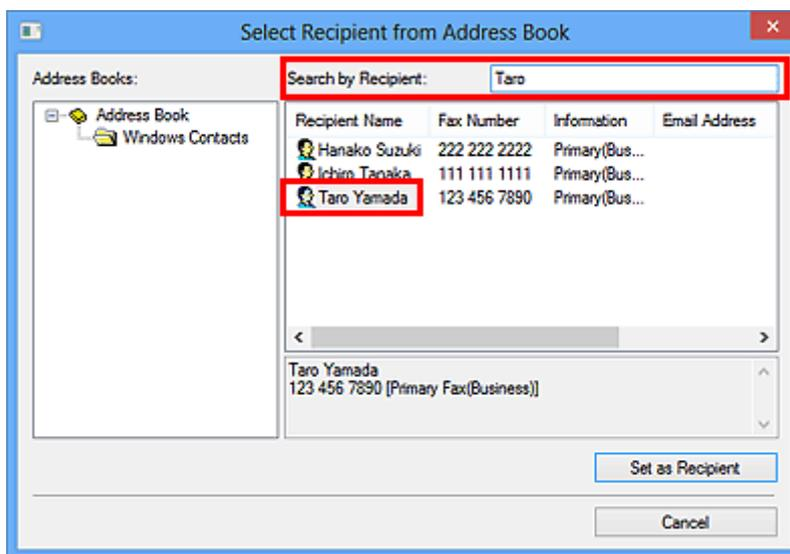 Select Recipient from Address Book
Address Books:
Search by Recipient: Taro
Address Book
Windows Contacts
Recipient Name Fax Number Information Email Address
Hanako Suzuki 222 222 2222 Primary(Bus...
Ichiro Tanaka 111 111 1111 Primary(Bus...
Taro Yamada 123 456 7890 Primary(Bus...
Taro Yamada
123 456 7890 [Primary Fax(Business)]
Set as Recipient
Cancel